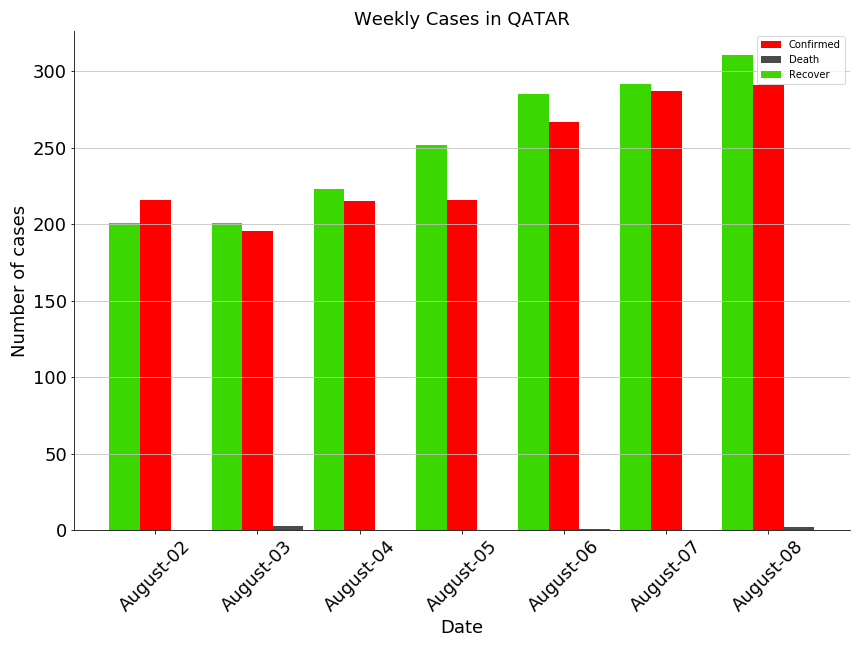 Weekly Cases in QATAR
Confirmed
Death
Recover
Number of cases
300
250
200
150
100
50
0
August-02
August-03
August-04
August-05
August-06
August-07
August-08
Date